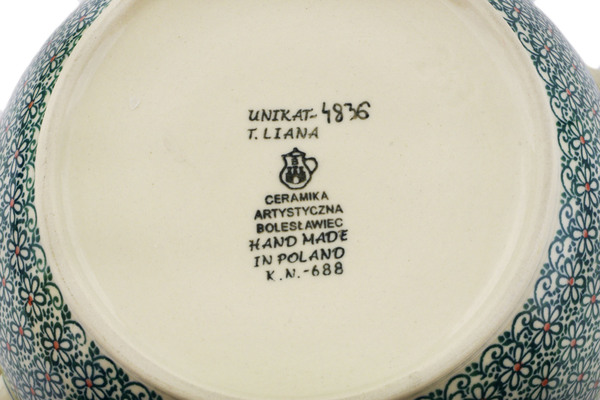 UNIKAT-4836
T. LIANA
CERAMIKA
ARTYSTYCZNA
BOLESŁAWIEC
HAND MADE
IN POLAND
K.N.-688